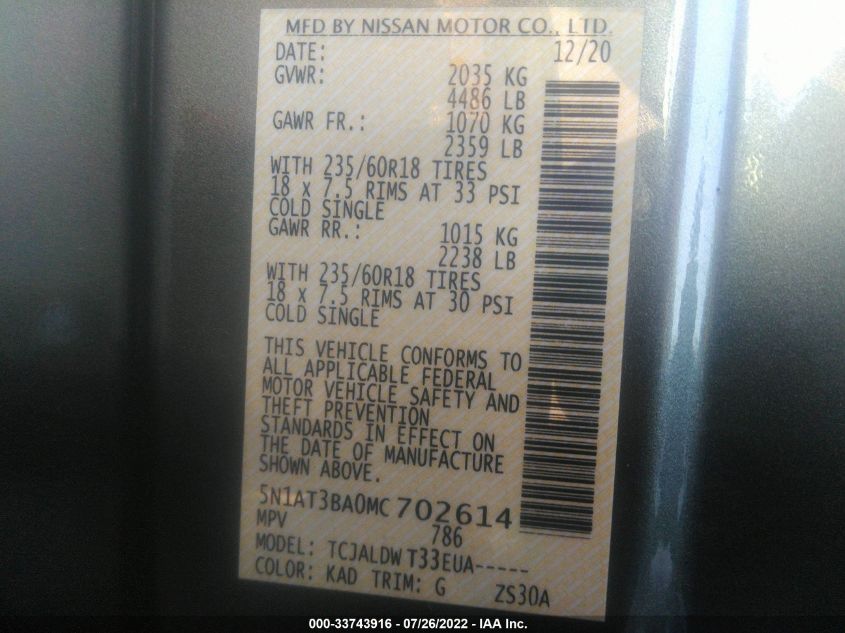 MFD BY NISSAN MOTOR CO., LTD.
DATE: 12/20
GVWR: 2035 KG
4486 LB
GAWR FR.: 1070 KG
2359 LB
WITH 235/60R18 TIRES
18 x 7.5 RIMS AT 33 PSI
COLD SINGLE
GAWR RR.: 1015 KG
2238 LB
WITH 235/60R18 TIRES
18 x 7.5 RIMS AT 30 PSI
COLD SINGLE
THIS VEHICLE CONFORMS TO
ALL APPLICABLE FEDERAL
MOTOR VEHICLE SAFETY AND
THEFT PREVENTION
STANDARDS IN EFFECT ON
THE DATE OF MANUFACTURE
SHOWN ABOVE.
5N1AT3BA0MC 702614
MPV 786
MODEL: TCJALDW T33EUA-----
COLOR: KAD TRIM: G ZS30A
000-33743916 - 07/26/2022 - IAA Inc.